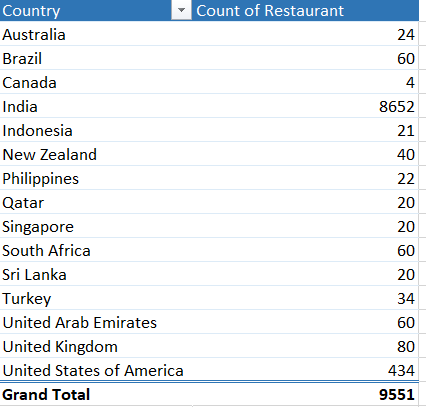 Country Count of Restaurant
Australia 24
Brazil 60
Canada 4
India 8652
Indonesia 21
New Zealand 40
Philippines 22
Qatar 20
Singapore 20
South Africa 60
Sri Lanka 20
Turkey 34
United Arab Emirates 60
United Kingdom 80
United States of America 434
Grand Total 9551